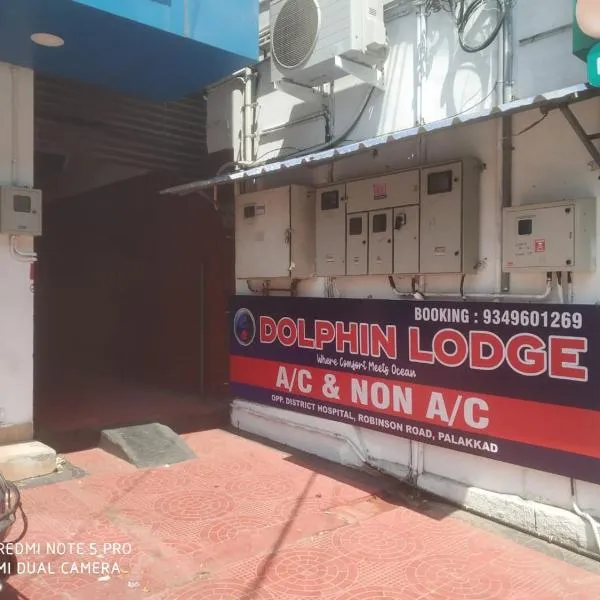 BOOKING : 9349601269
DOLPHIN LODGE
Where Comfort Meets Ocean
A/C & NON A/C
OPP. DISTRICT HOSPITAL, ROBINSON ROAD, PALAKKAD
REDMI NOTE 5 PRO
MI DUAL CAMERA